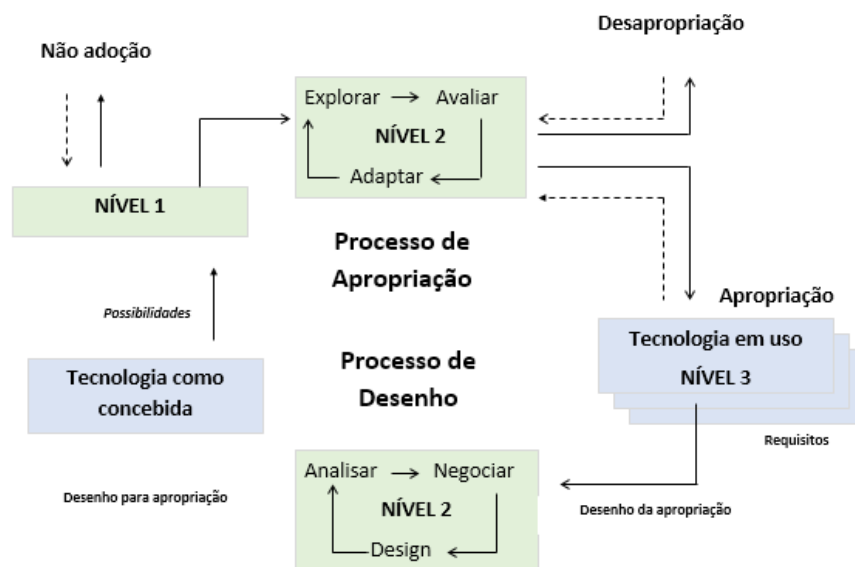 Desapropriação
Não adoção
Explorar Avaliar
NÍVEL 2
Adaptar
NÍVEL 1
Processo de
Apropriação
Possibilidades
Apropriação
Tecnologia em uso
NÍVEL 3
Requisitos
Tecnologia como
concebida
Processo de
Desenho
Analisar Negociar
NÍVEL 2
Design
Desenho para apropriação
Desenho da apropriação